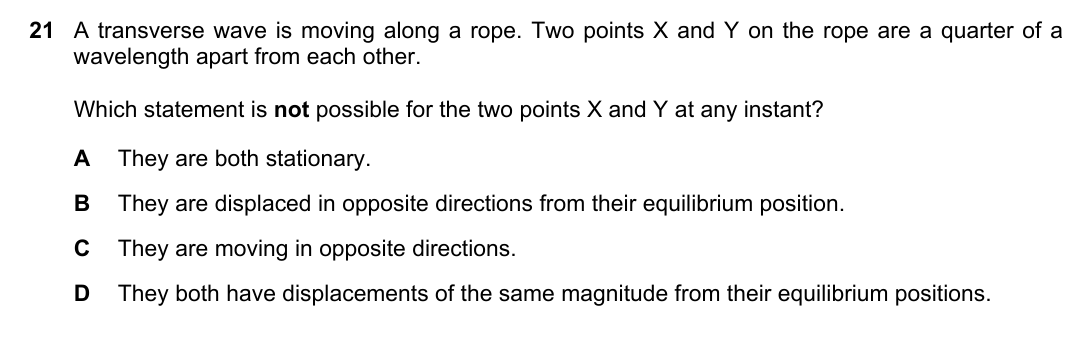 21 A transverse wave is moving along a rope. Two points X and Y on the rope are a quarter of a
wavelength apart from each other.
Which statement is not possible for the two points X and Y at any instant?
A They are both stationary.
B They are displaced in opposite directions from their equilibrium position.
C They are moving in opposite directions.
D They both have displacements of the same magnitude from their equilibrium positions.